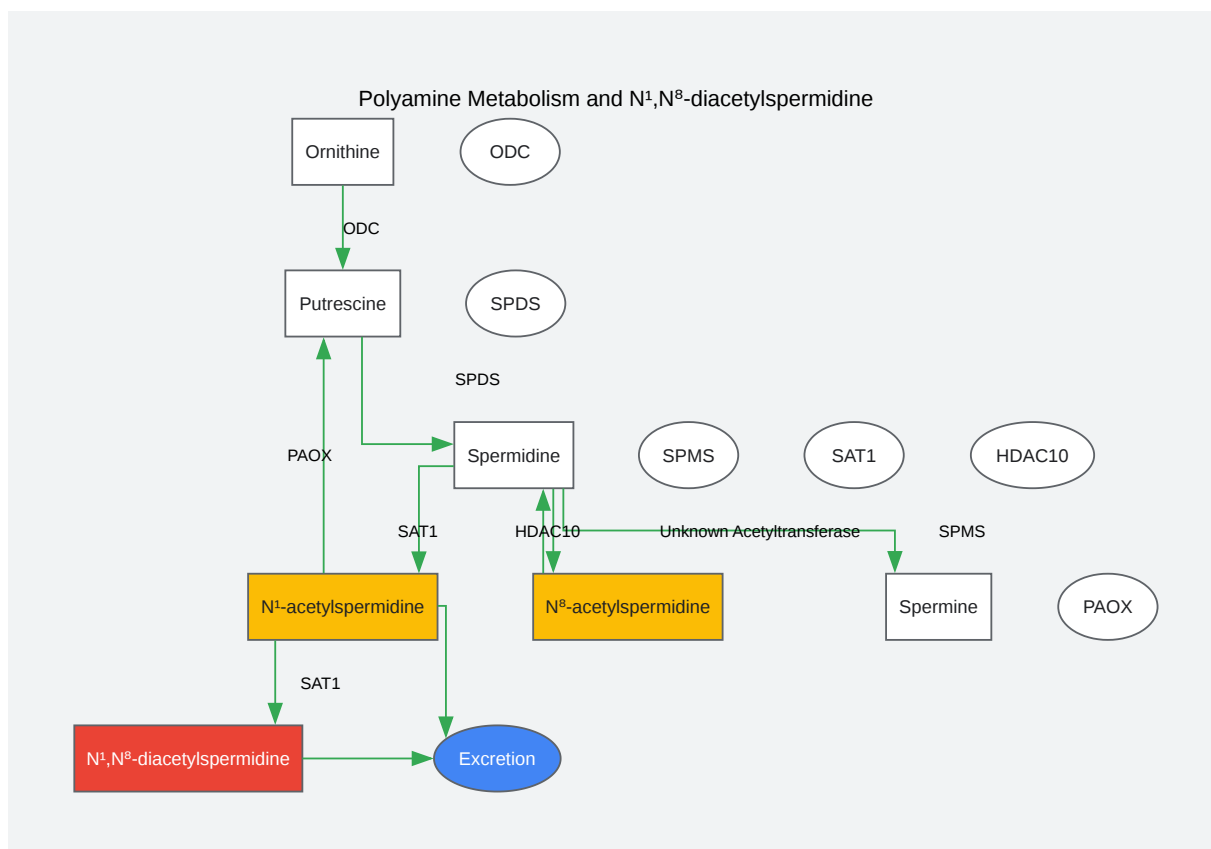 Polyamine Metabolism and N¹,N⁸-diacetylspermidine
Ornithine
ODC
ODC
Putrescine
SPDS
SPDS
PAOX
Spermidine
SPMS
SAT1
HDAC10
SAT1
HDAC10
Unknown Acetyltransferase
SPMS
N¹-acetylspermidine
N⁸-acetylspermidine
Spermine
PAOX
SAT1
N¹,N⁸-diacetylspermidine
Excretion